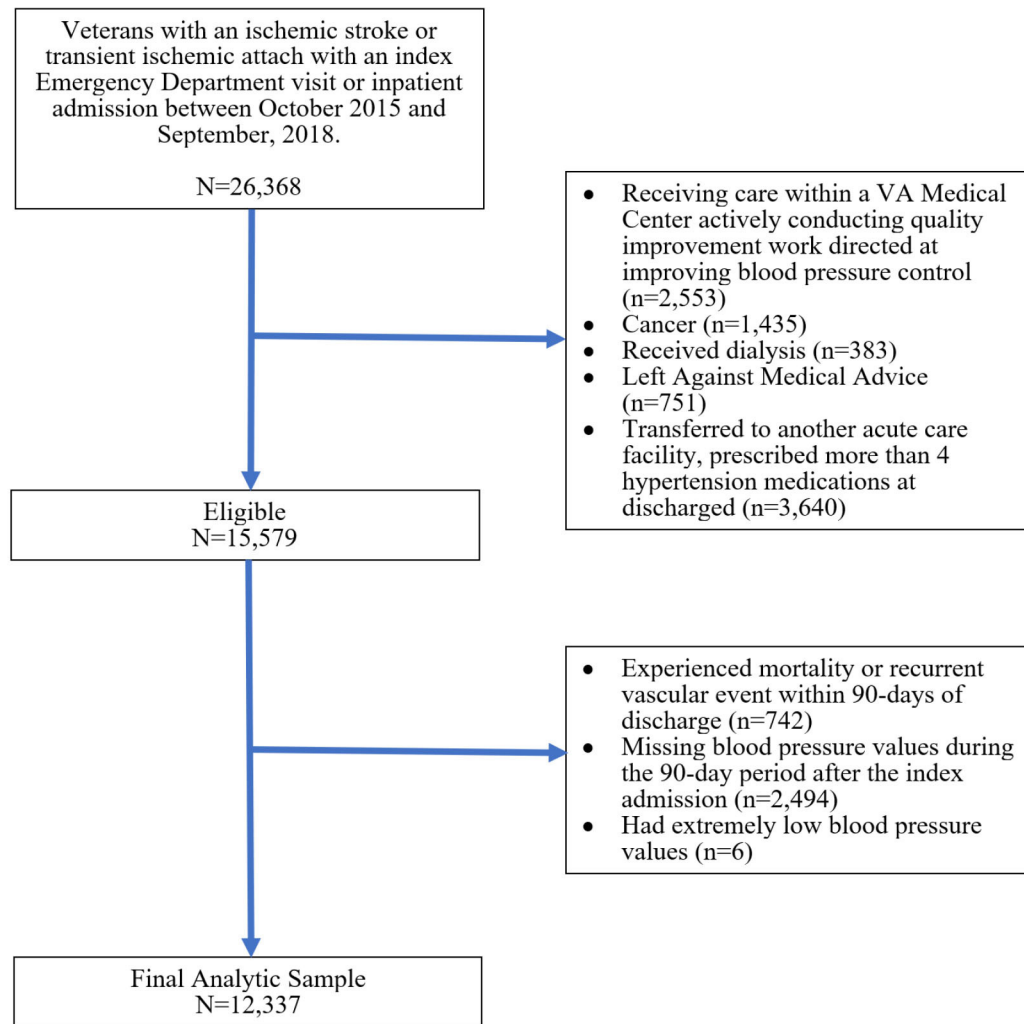 Veterans with an ischemic stroke or
transient ischemic attach with an index
Emergency Department visit or inpatient
admission between October 2015 and
September, 2018.
N=26,368
• Receiving care within a VA Medical
Center actively conducting quality
improvement work directed at
improving blood pressure control
(n=2,553)
• Cancer (n=1,435)
• Received dialysis (n=383)
• Left Against Medical Advice
(n=751)
• Transferred to another acute care
facility, prescribed more than 4
hypertension medications at
discharged (n=3,640)
Eligible
N=15,579
• Experienced mortality or recurrent
vascular event within 90-days of
discharge (n=742)
• Missing blood pressure values during
the 90-day period after the index
admission (n=2,494)
• Had extremely low blood pressure
values (n=6)
Final Analytic Sample
N=12,337